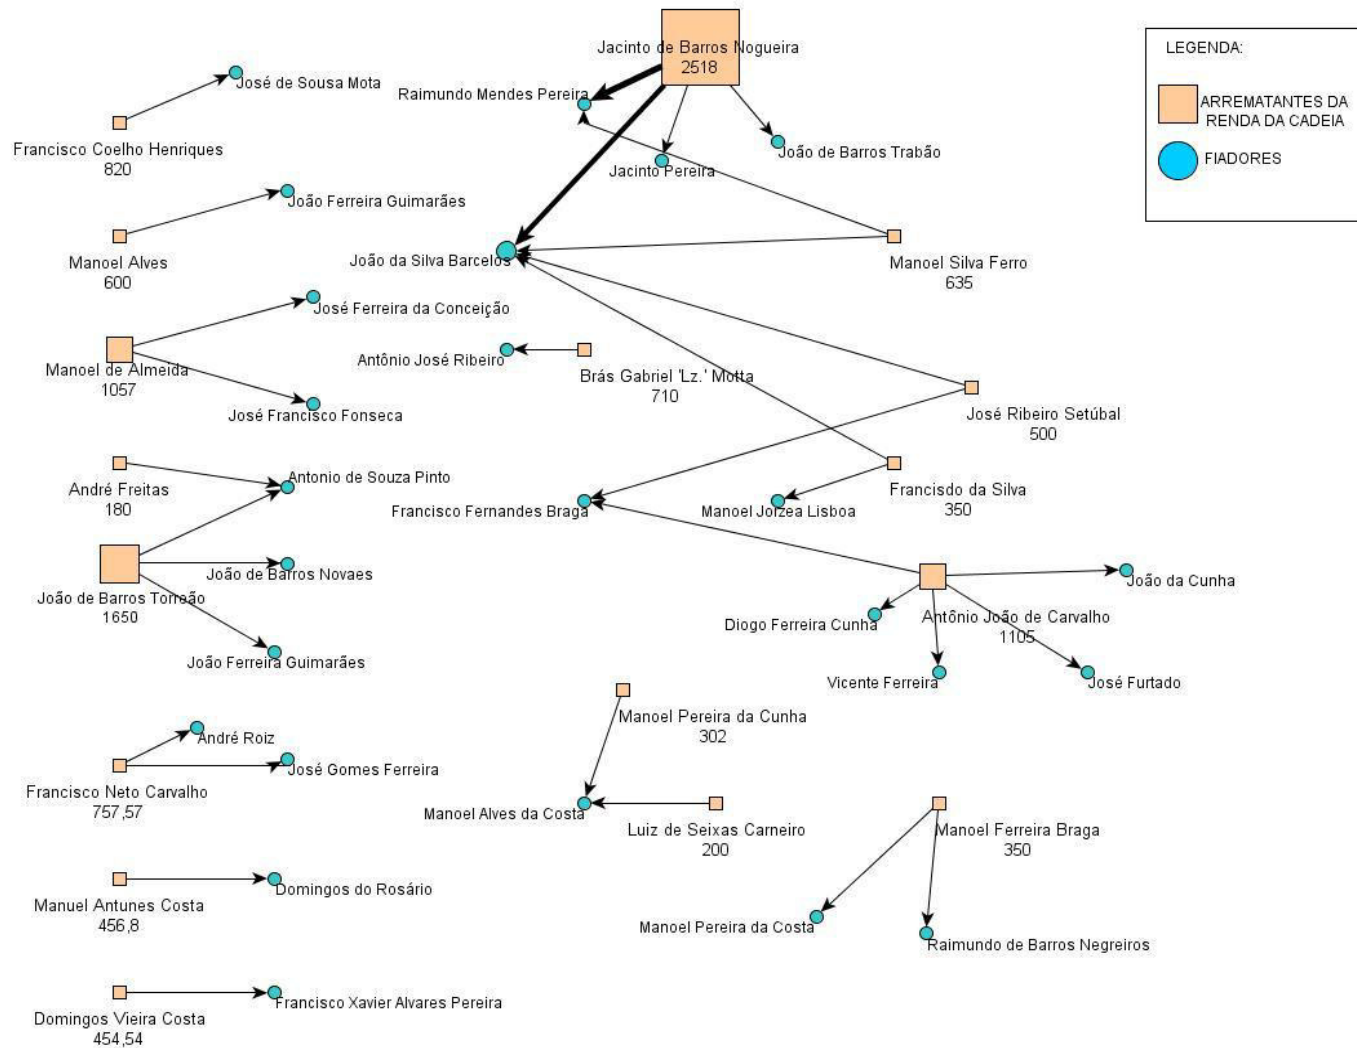 Jacinto de Barros Nogueira
2518
LEGENDA:
ARREMATANTES DA
RENDA DA CADEIA
FIADORES
José de Sousa Mota
Raimundo Mendes Pereira
Francisco Coelho Henriques
820
João de Barros Trabão
Jacinto Pereira
João Ferreira Guimarães
Manoel Alves
600
João da Silva Barcelos
Manoel Silva Ferro
635
José Ferreira da Conceição
Manoel de Almeida
1057
Antônio José Ribeiro
Brás Gabriel 'Lz.' Motta
710
José Francisco Fonseca
José Ribeiro Setúbal
500
Antonio de Souza Pinto
André Freitas
180
Francisco Fernandes Braga
Manoel Jorzea Lisboa
Francisdo da Silva
350
João de Barros Novaes
João de Barros Torreão
1650
João da Cunha
Diogo Ferreira Cunha
Antônio João de Carvalho
1105
João Ferreira Guimarães
Vicente Ferreira
José Furtado
Manoel Pereira da Cunha
302
André Roiz
José Gomes Ferreira
Francisco Neto Carvalho
757,57
Manoel Alves da Costa
Luiz de Seixas Carneiro
200
Manoel Ferreira Braga
350
Domingos do Rosário
Manuel Antunes Costa
456,8
Manoel Pereira da Costa
Raimundo de Barros Negreiros
Francisco Xavier Alvares Pereira
Domingos Vieira Costa
454,54